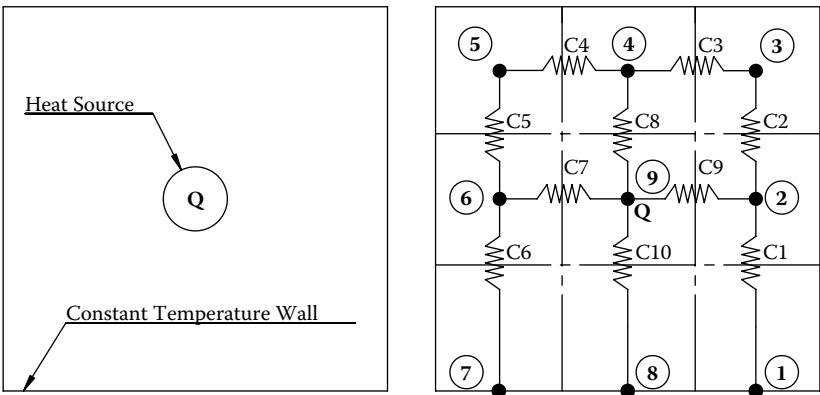 Heat Source
Q
Constant Temperature Wall
5 C4 4 C3 3
C5 C8 C2
C7 9 C9
6 Q 2
C6 C10 C1
7 8 1